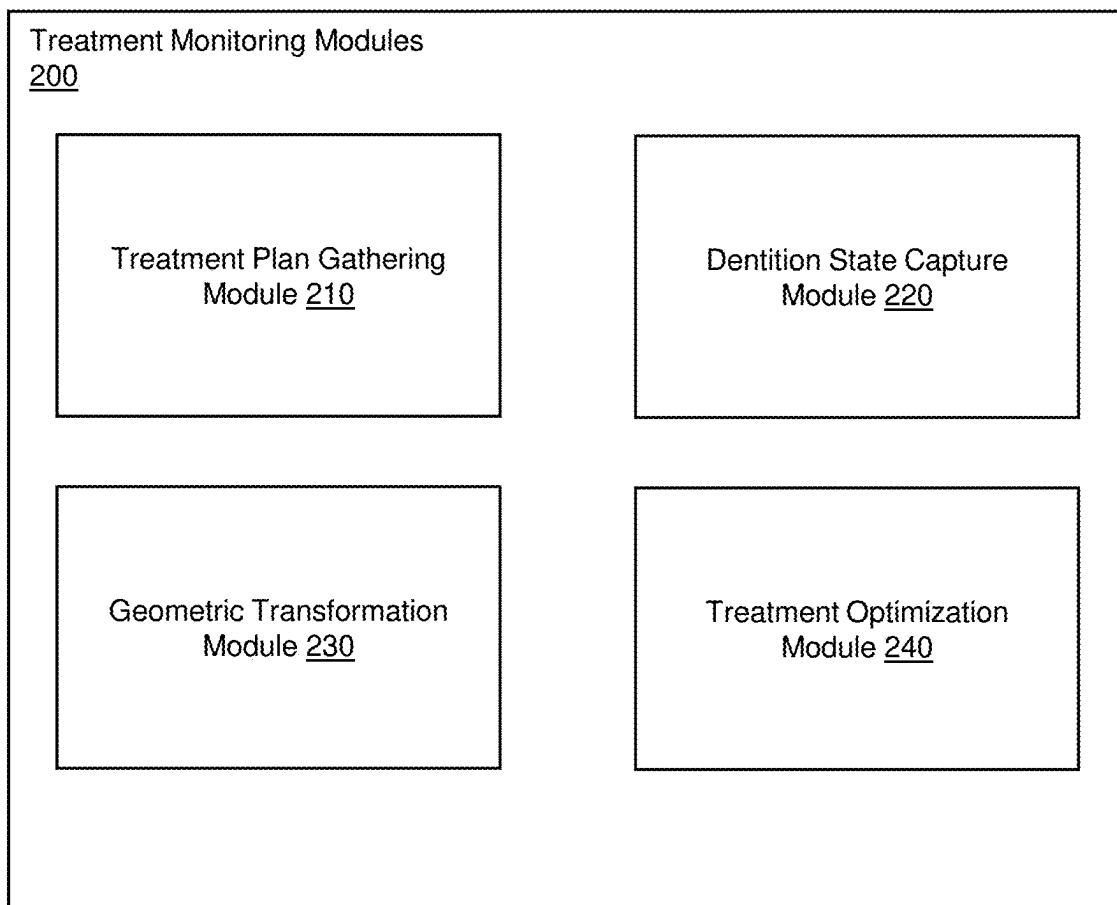 Treatment Monitoring Modules
200
Treatment Plan Gathering
Module 210
Dentition State Capture
Module 220
Geometric Transformation
Module 230
Treatment Optimization
Module 240